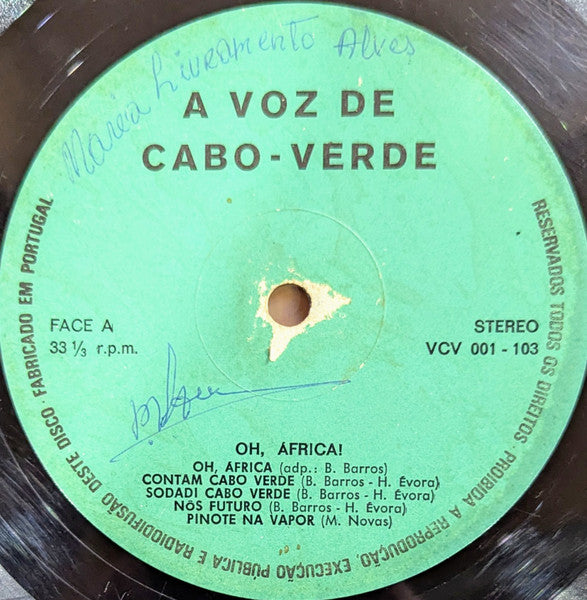 Maria Livramento Alves
A VOZ DE
CABO-VERDE
FACE A
33 ⅓ r.p.m.
STEREO
VCV 001 - 103
OH, ÁFRICA!
OH, ÁFRICA (adp.: B. Barros)
CONTAM CABO VERDE (B. Barros - H. Évora)
SODADI CABO VERDE (B. Barros - H. Évora)
NÔS FUTURO (B. Barros - H. Évora)
PINOTE NA VAPOR (M. Novas)
RESERVADOS TODOS OS DIREITOS · PROIBIDA A REPRODUÇÃO, EXECUÇÃO PÚBLICA E RADIODIFUSÃO DESTE DISCO · FABRICADO EM PORTUGAL